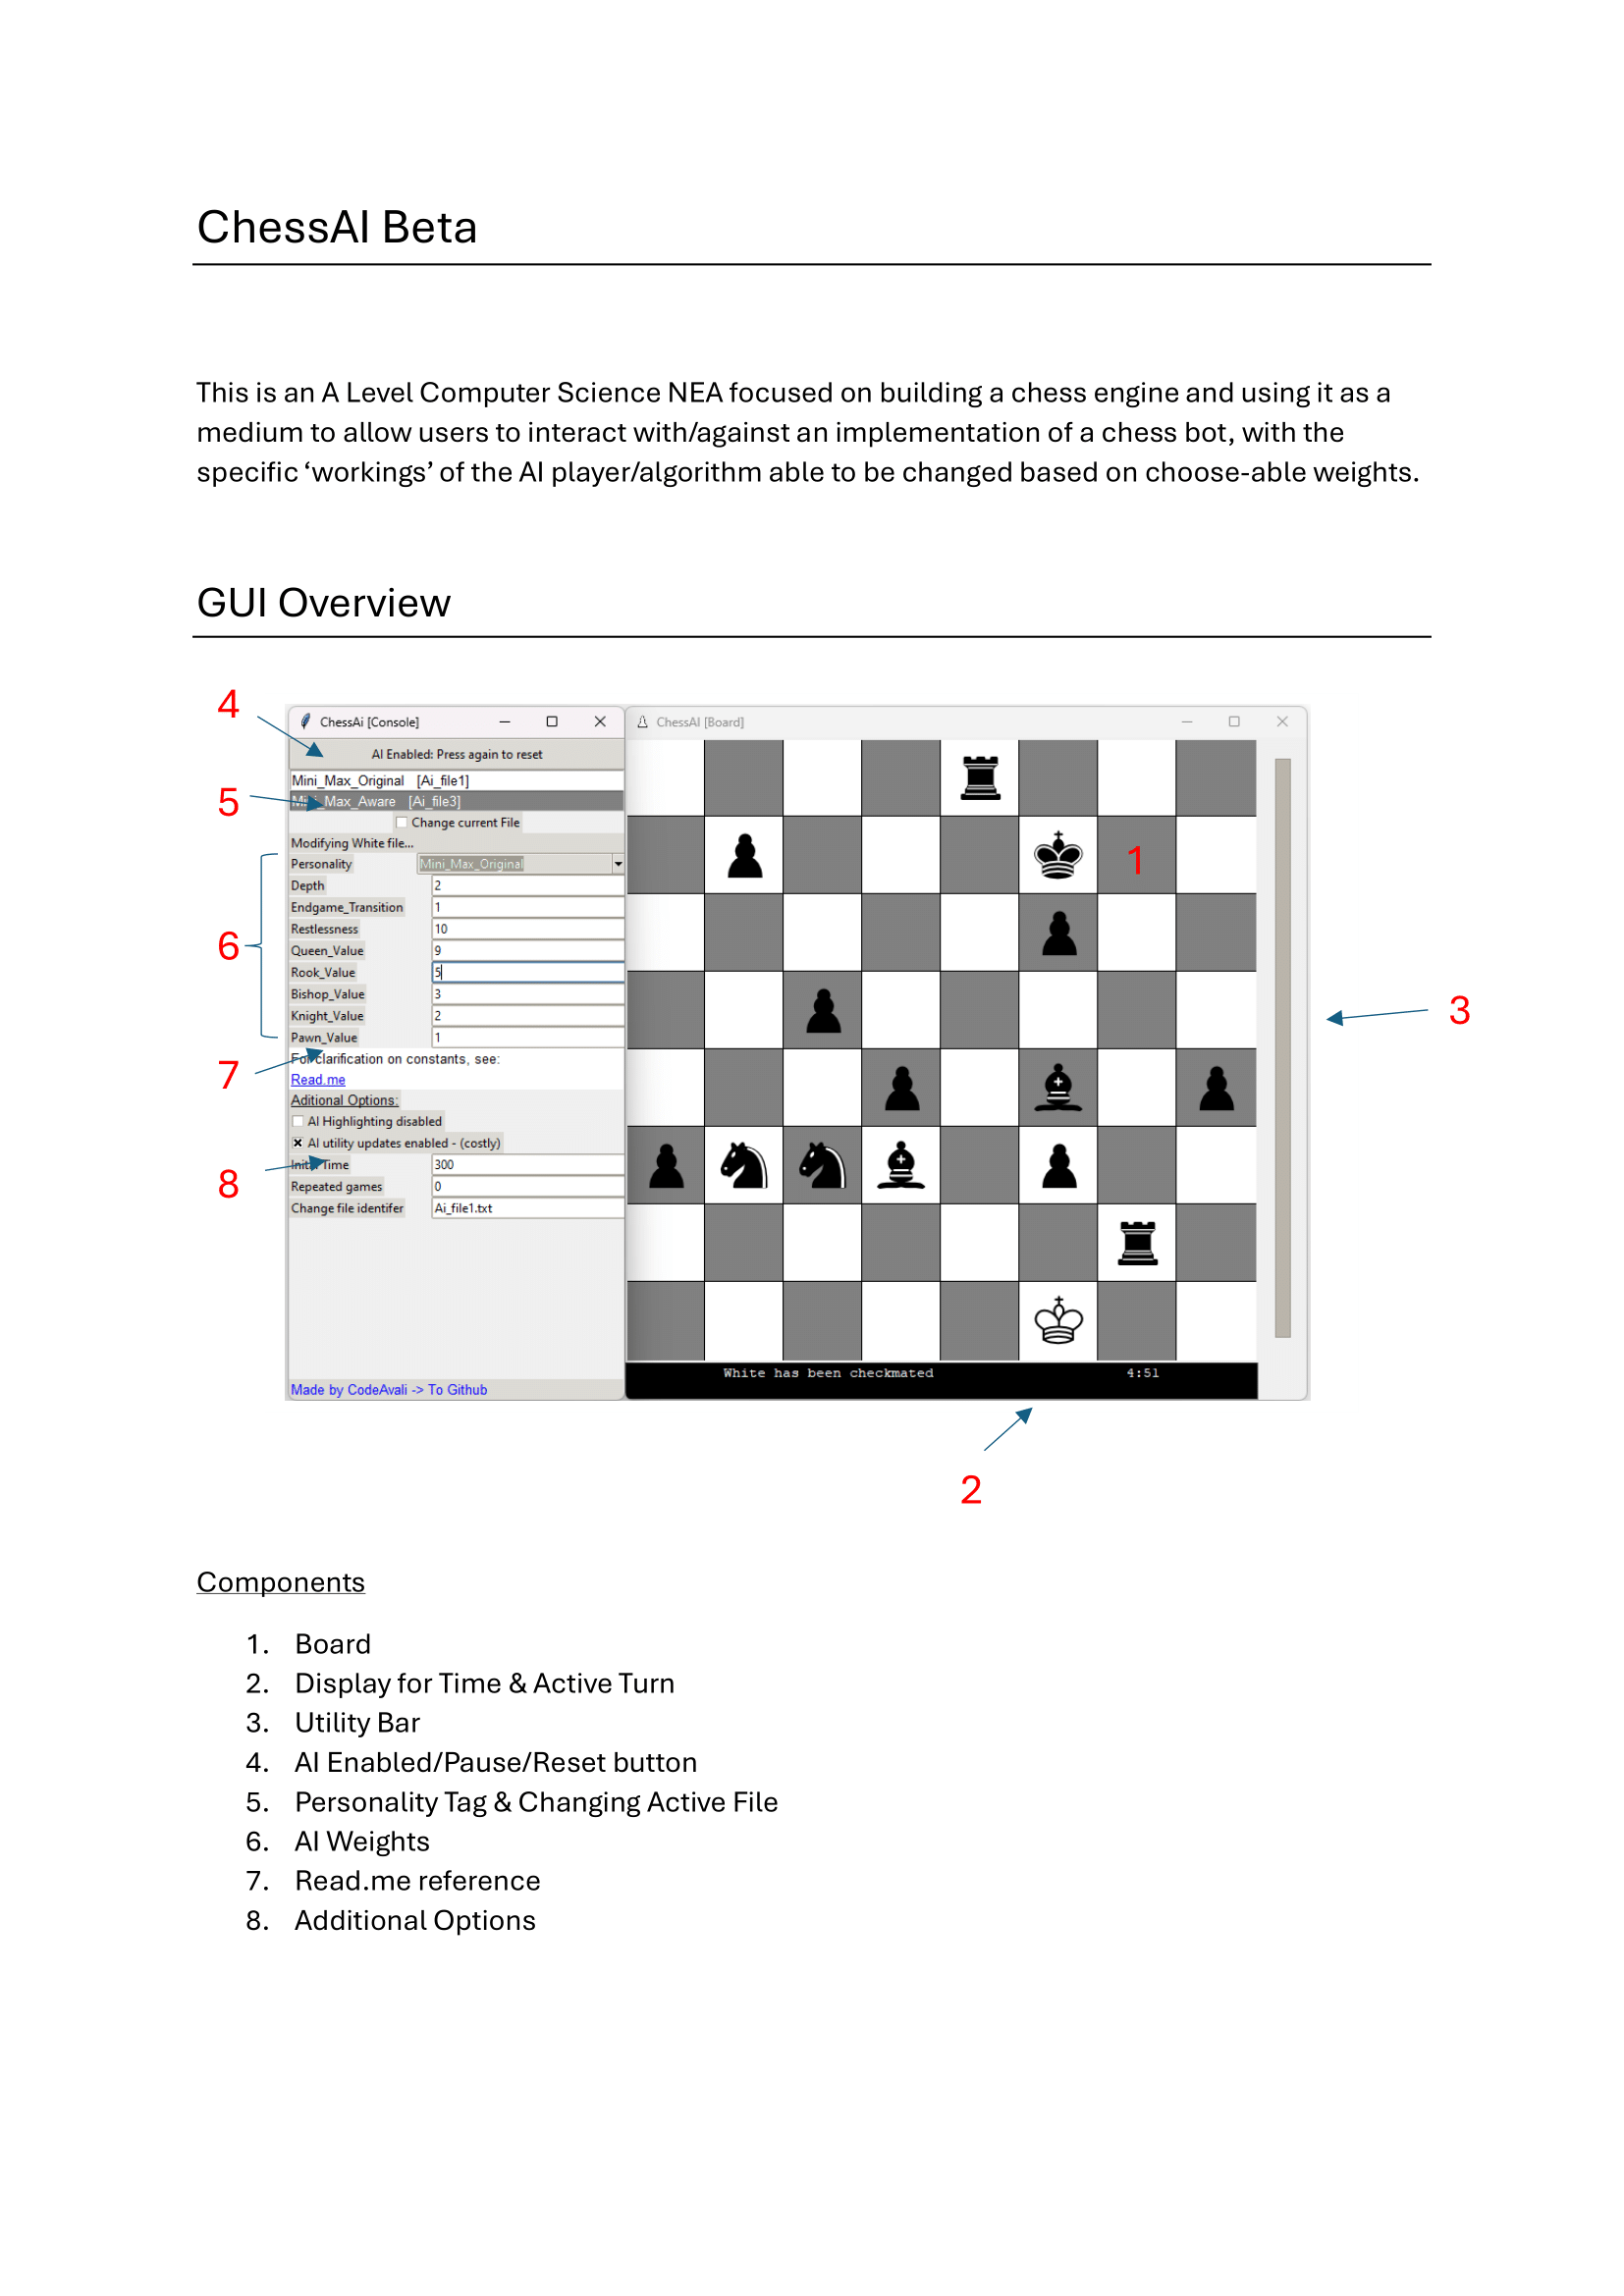 ChessAI Beta
This is an A Level Computer Science NEA focused on building a chess engine and using it as a
medium to allow users to interact with/against an implementation of a chess bot, with the
specific ‘workings’ of the AI player/algorithm able to be changed based on choose-able weights.
GUI Overview
4
ChessAi [Console]
ChessAI [Board]
AI Enabled: Press again to reset
Mini_Max_Original [Ai_file1]
5
Mini_Max_Aware [Ai_file3]
Change current File
Modifying White file...
Personality Mini_Max_Original
1
Depth 2
Endgame_Transition 1
Restlessness 10
6
Queen_Value 9
Rook_Value 5
Bishop_Value 3
3
Knight_Value 2
Pawn_Value 1
For clarification on constants, see:
7
Read.me
Aditional Options:
AI Highlighting disabled
AI utility updates enabled - (costly)
Inital Time 300
8
Repeated games 0
Change file identifer Ai_file1.txt
White has been checkmated 4:51
Made by CodeAvali -> To Github
2
Components
1. Board
2. Display for Time & Active Turn
3. Utility Bar
4. AI Enabled/Pause/Reset button
5. Personality Tag & Changing Active File
6. AI Weights
7. Read.me reference
8. Additional Options